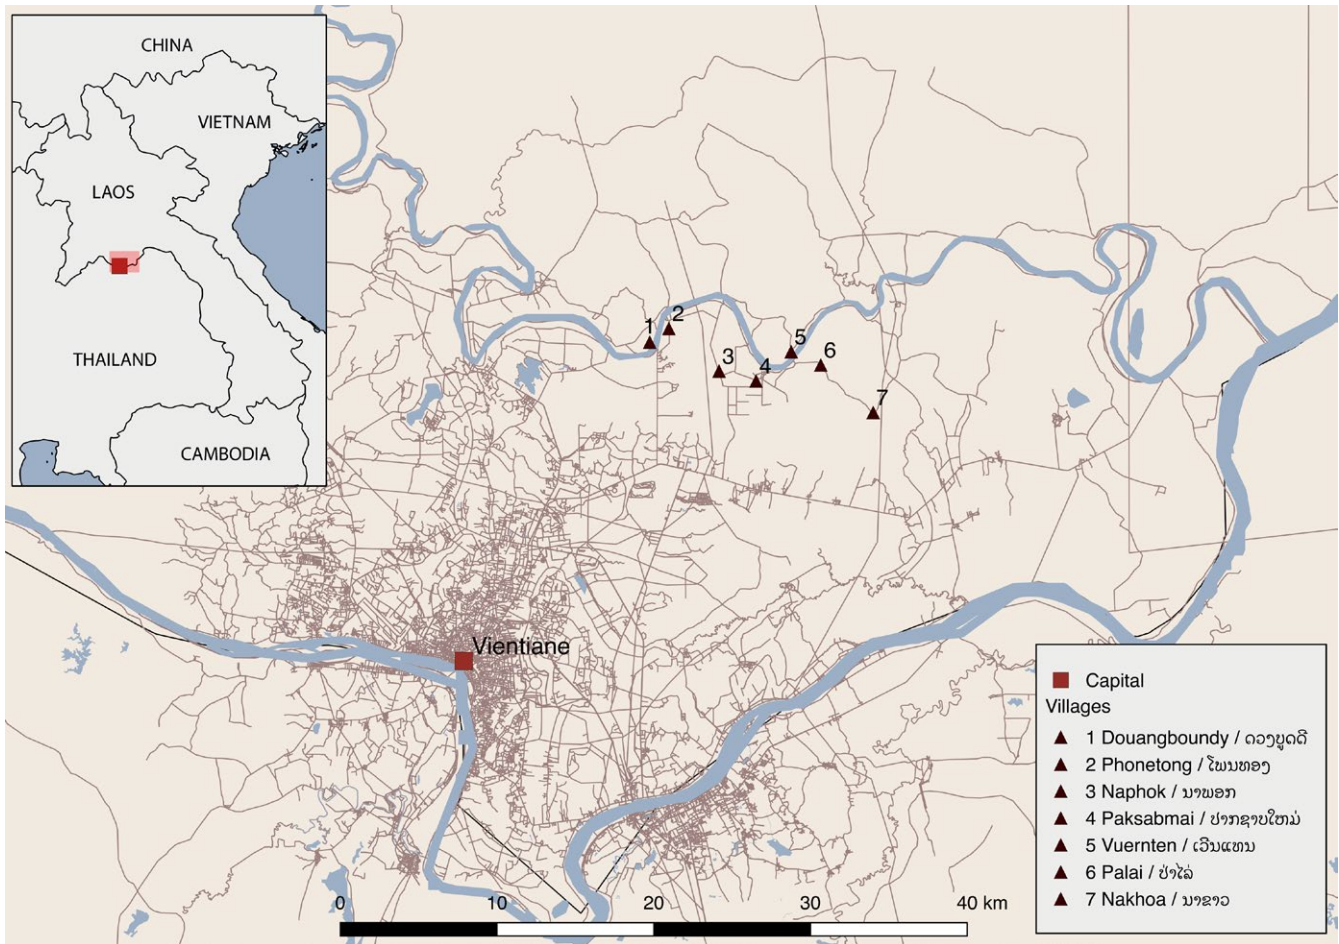 CHINA
VIETNAM
LAOS
THAILAND
CAMBODIA
1
2
3
4
5
6
7
Vientiane
Capital
Villages
1 Douangboundy / ດວງບູດດີ
2 Phonetong / ໂພນທອງ
3 Naphok / ນາພອກ
4 Paksabmai / ປາກຊາບໃຫມ່
5 Vuernten / ເວີນແທນ
6 Palai / ປ່າໄລ່
7 Nakhoa / ນາຂາວ
0 10 20 30 40 km